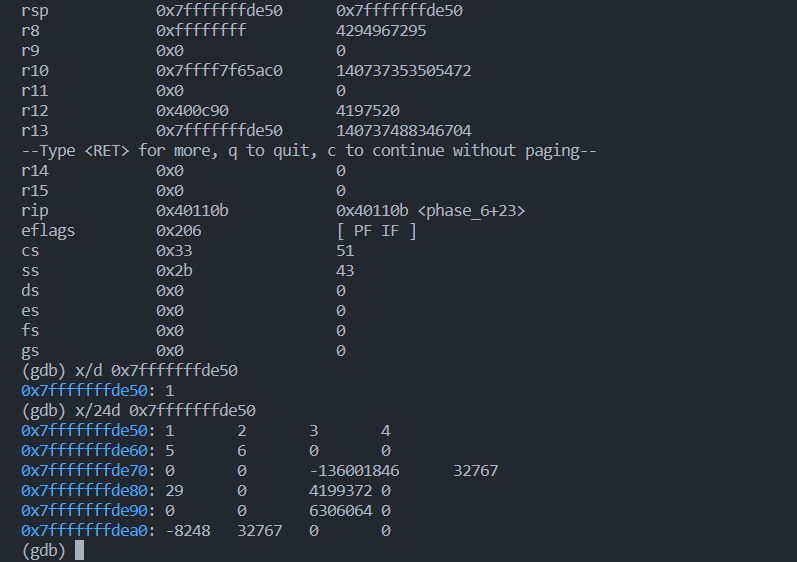 rsp 0x7fffffffde50 0x7fffffffde50
r8 0xffffffff 4294967295
r9 0x0 0
r10 0x7ffff7f65ac0 140737353505472
r11 0x0 0
r12 0x400c90 4197520
r13 0x7fffffffde50 140737488346704
--Type <RET> for more, q to quit, c to continue without paging--
r14 0x0 0
r15 0x0 0
rip 0x40110b 0x40110b <phase_6+23>
eflags 0x206 [ PF IF ]
cs 0x33 51
ss 0x2b 43
ds 0x0 0
es 0x0 0
fs 0x0 0
gs 0x0 0
(gdb) x/d 0x7fffffffde50
0x7fffffffde50: 1
(gdb) x/24d 0x7fffffffde50
0x7fffffffde50: 1 2 3 4
0x7fffffffde60: 5 6 0 0
0x7fffffffde70: 0 0 -136001846 32767
0x7fffffffde80: 29 0 4199372 0
0x7fffffffde90: 0 0 6306064 0
0x7fffffffdea0: -8248 32767 0 0
(gdb)